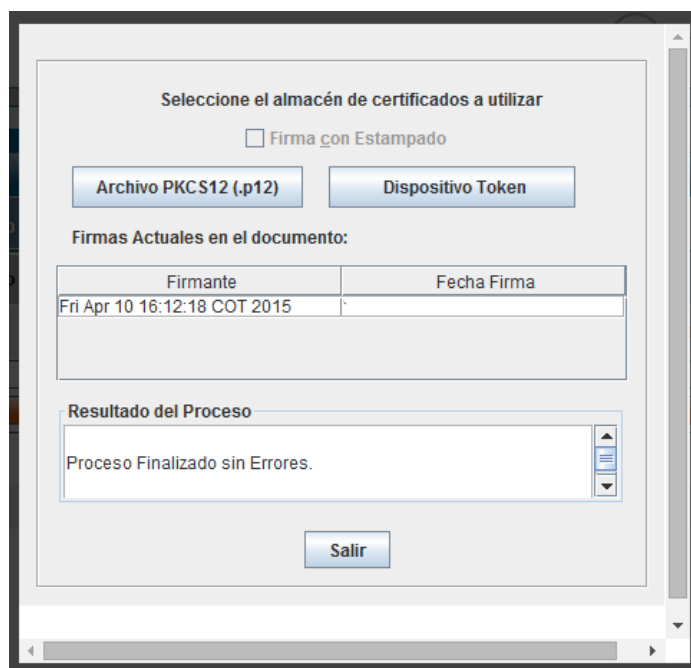 Seleccione el almacén de certificados a utilizar
Firma con Estampado
Archivo PKCS12 (.p12) Dispositivo Token
Firmas Actuales en el documento:
Firmante Fecha Firma
Fri Apr 10 16:12:18 COT 2015
Resultado del Proceso
Proceso Finalizado sin Errores.
Salir